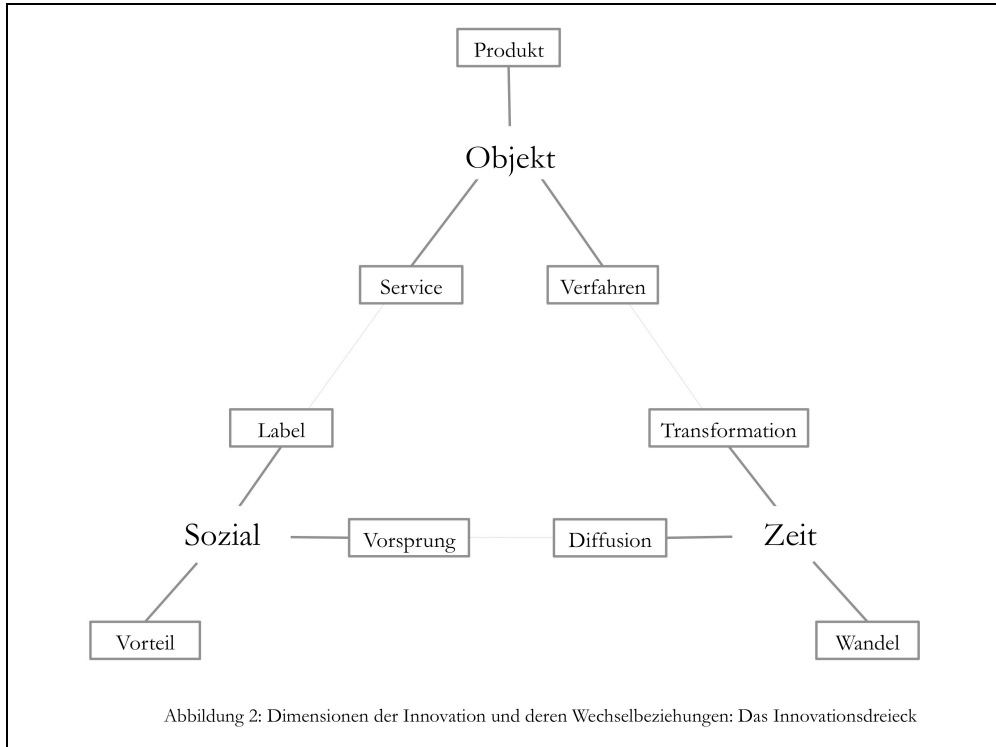 Produkt
Objekt
Service
Verfahren
Label
Transformation
Sozial
Vorsprung
Diffusion
Zeit
Vorteil
Wandel
Abbildung 2: Dimensionen der Innovation und deren Wechselbeziehungen: Das Innovationsdreieck